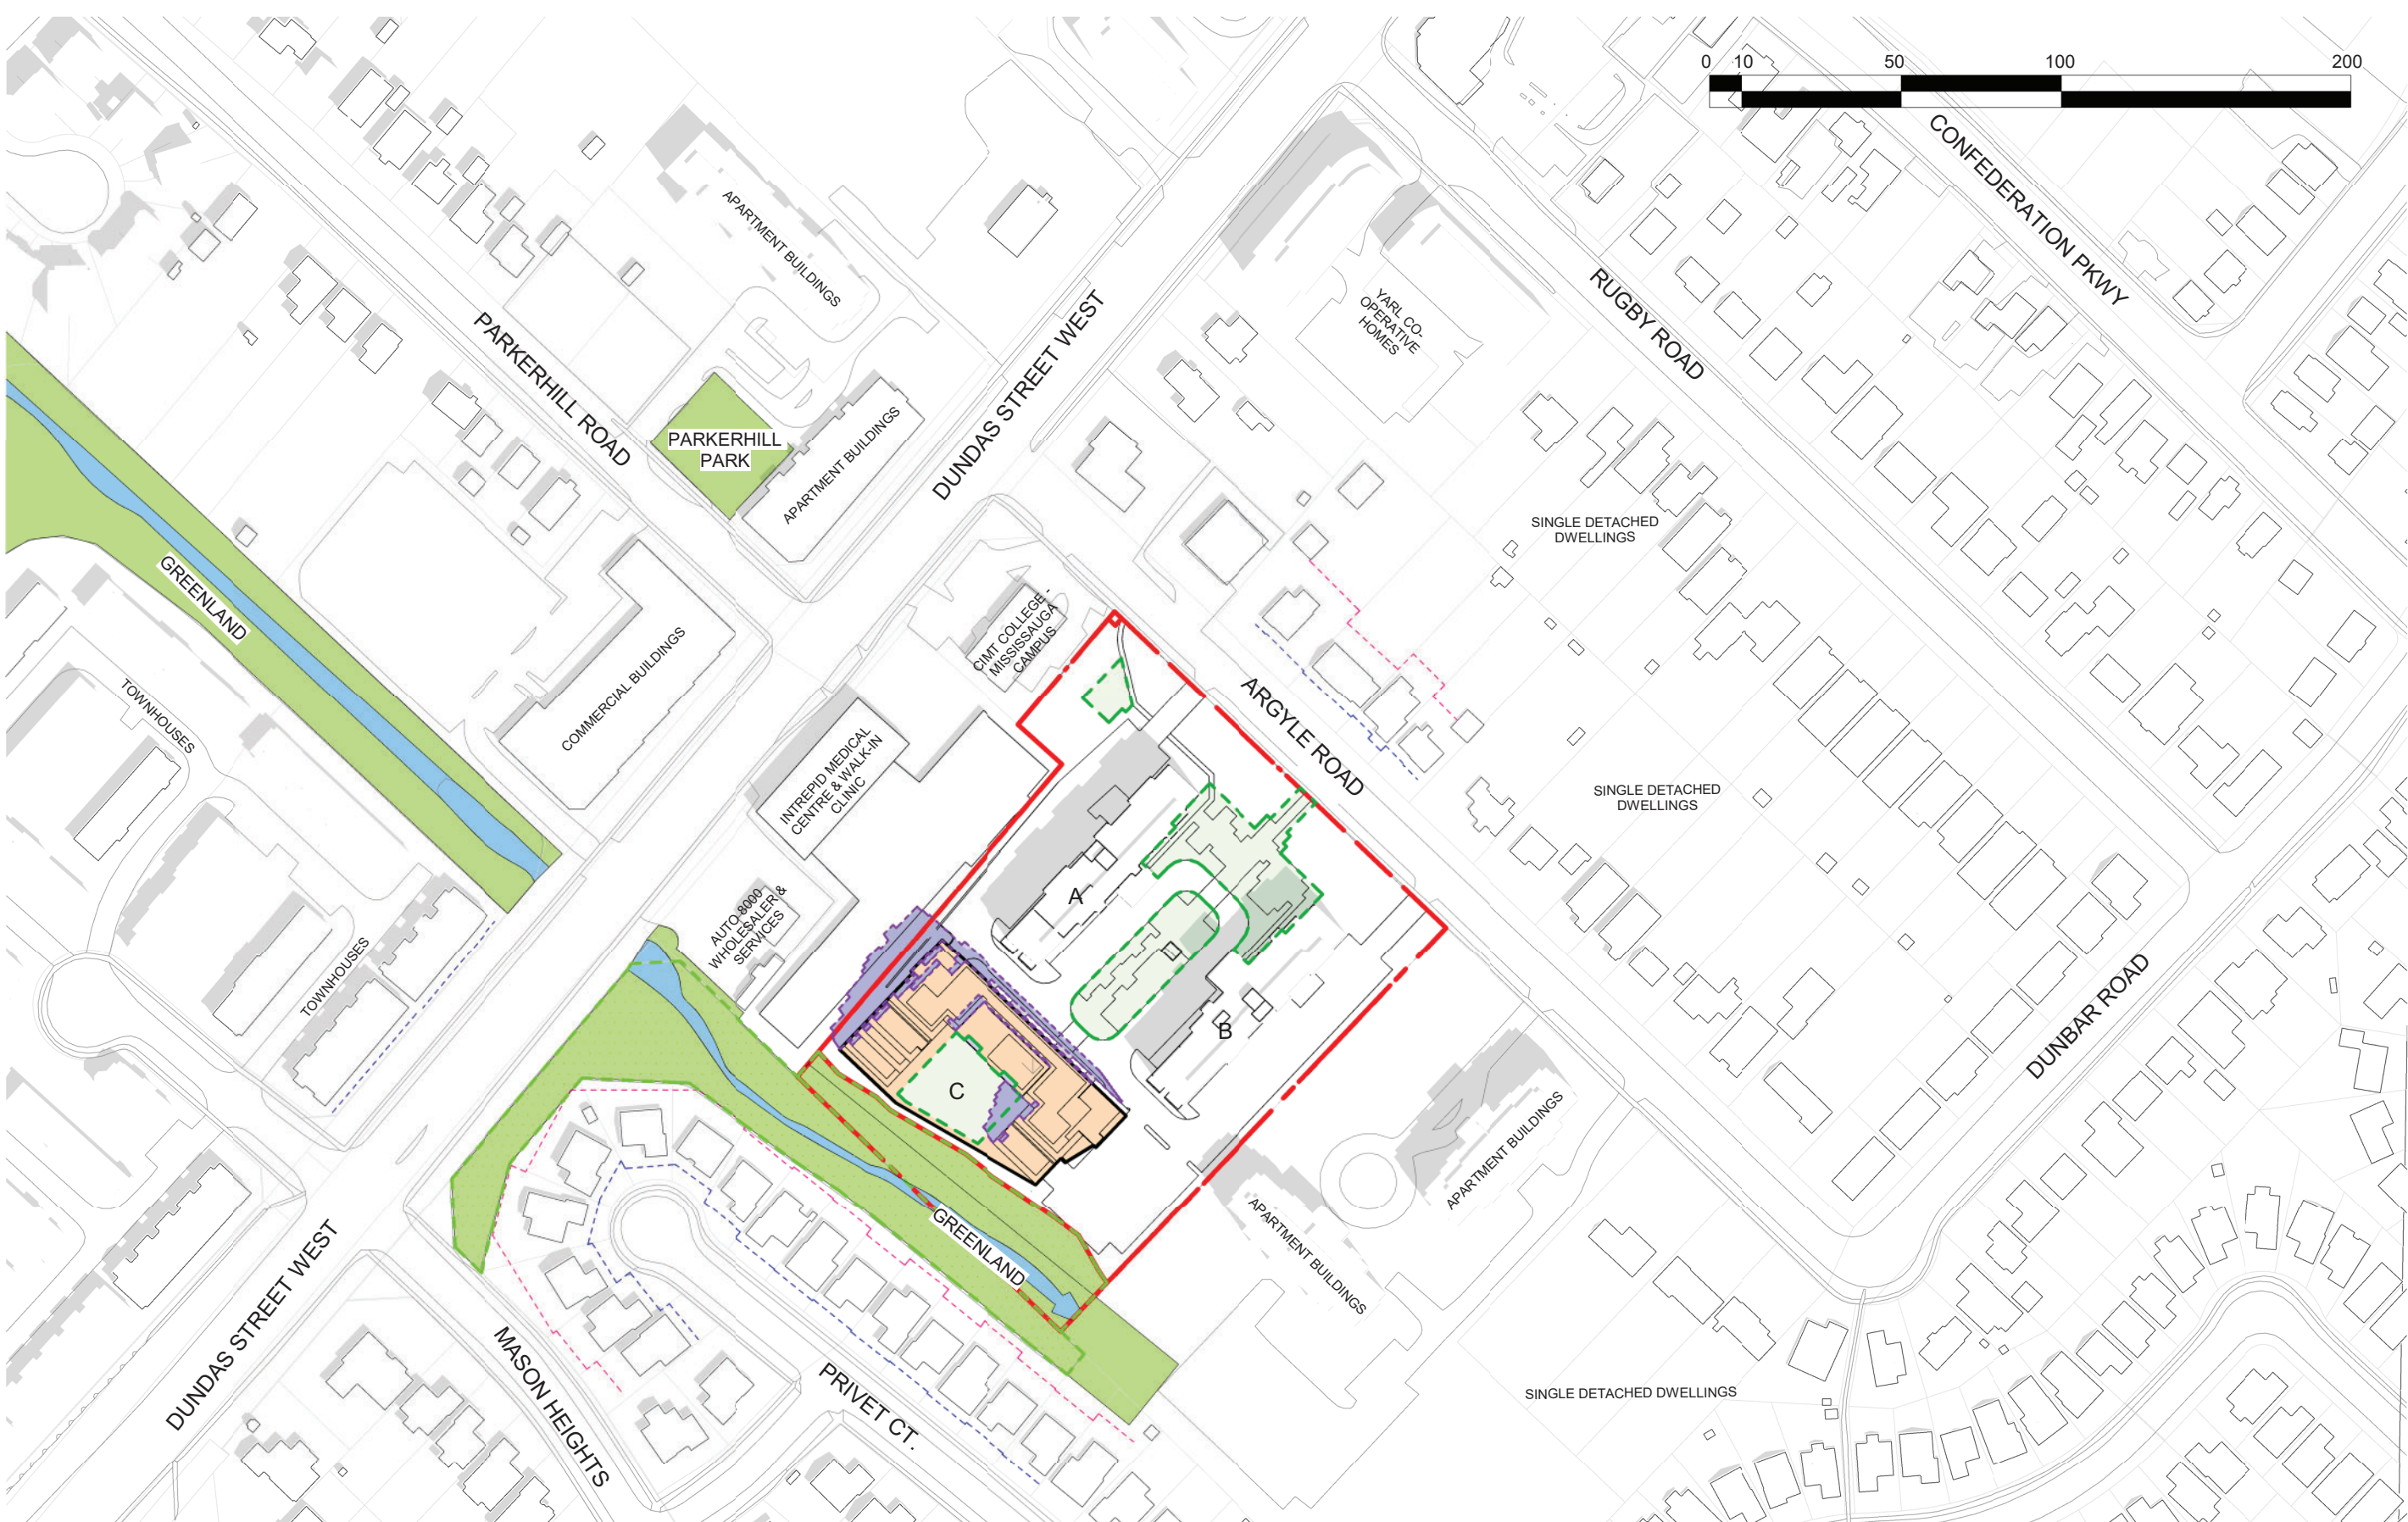 0 10 50 100 200
CONFEDERATION PKWY
APARTMENT BUILDINGS
RUGBY ROAD
YARL CO-
OPERATIVE
HOMES
DUNDAS STREET WEST
PARKERHILL ROAD
PARKERHILL
PARK
APARTMENT BUILDINGS
SINGLE DETACHED
DWELLINGS
GREENLAND
CIMT COLLEGE -
MISSISSAUGA
CAMPUS
COMMERCIAL BUILDINGS
TOWNHOUSES
ARGYLE ROAD
INTREPID MEDICAL
CENTRE & WALK-IN
CLINIC
SINGLE DETACHED
DWELLINGS
A
AUTO 8000
WHOLESALER &
SERVICES
TOWNHOUSES
B
DUNBAR ROAD
C
APARTMENT BUILDINGS
GREENLAND
APARTMENT BUILDINGS
DUNDAS STREET WEST
MASON HEIGHTS
PRIVET CT.
SINGLE DETACHED DWELLINGS